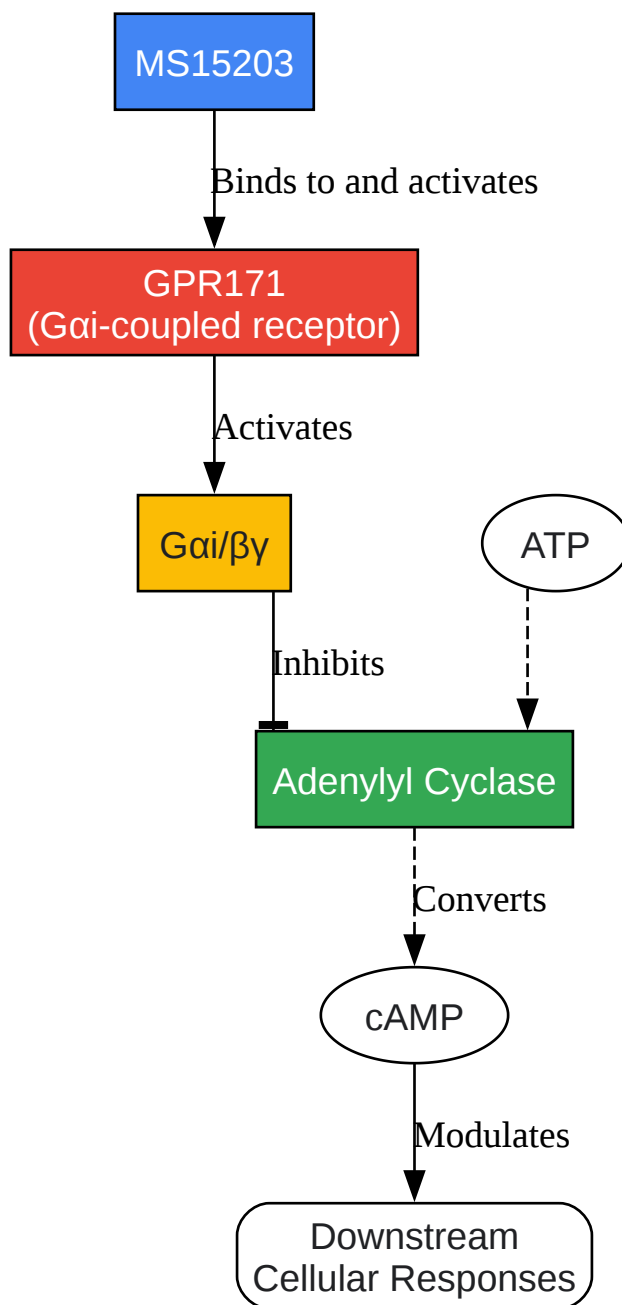 MS15203
Binds to and activates
GPR171
(Gαi-coupled receptor)
Activates
Gαi/βγ
ATP
Inhibits
Adenylyl Cyclase
Converts
cAMP
Modulates
Downstream
Cellular Responses